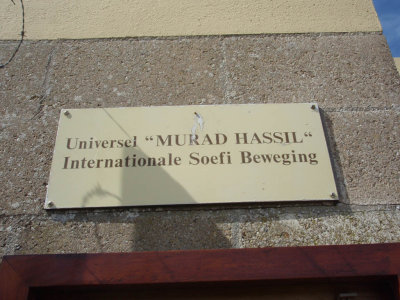 Universel “MURAD HASSIL“
Internationale Soefi Beweging